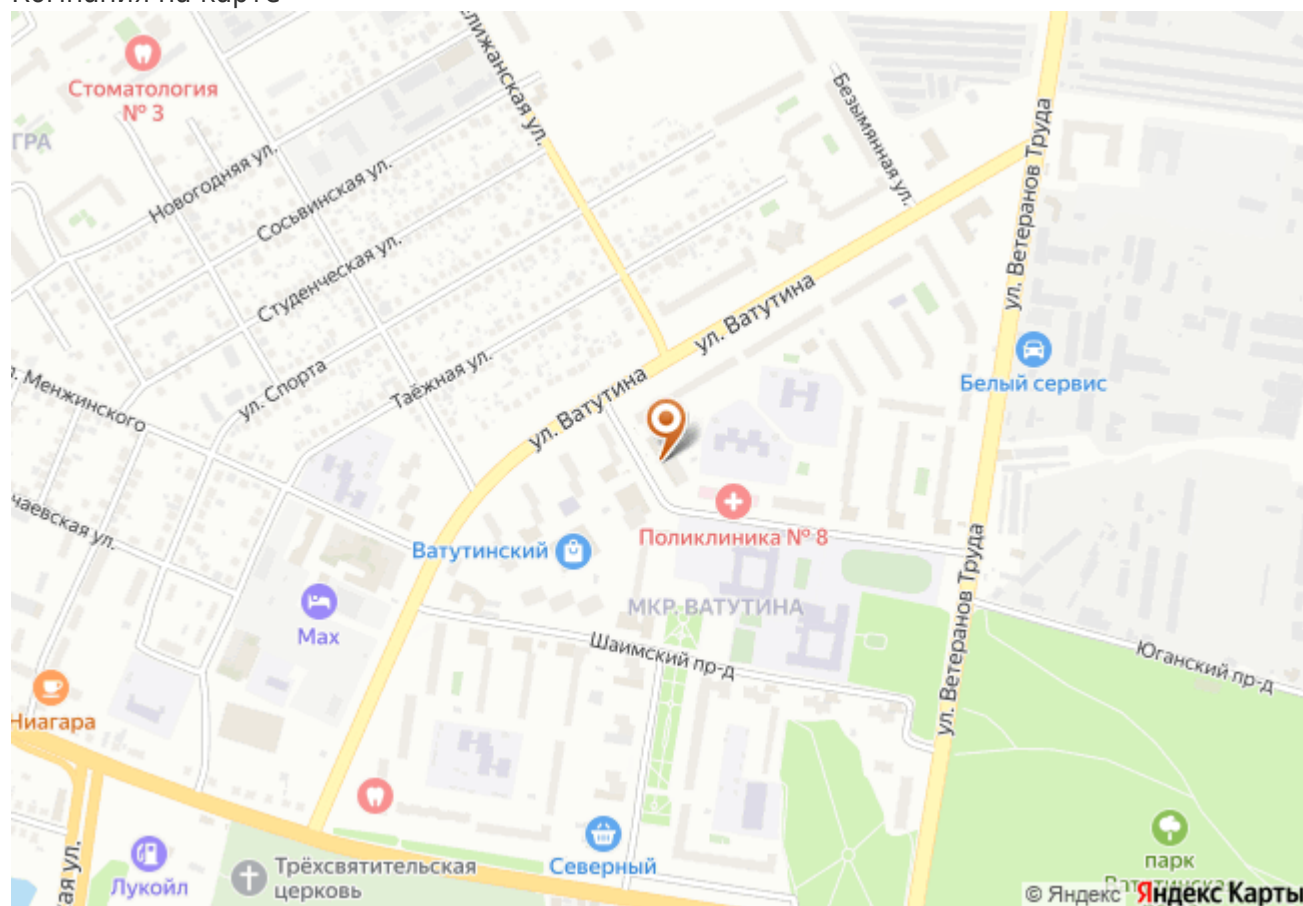 Стоматология
№ 3
ГРА
Новогодняя ул.
Сосьвинская ул.
Студенческая ул.
ул. Спорта
Таёжная ул.
Менжинского
Безымянная ул.
ул. Ветеранов Труда
ул. Ватутина
ул. Ватутина
Белый сервис
Поликлиника № 8
Ватутинский
МКР. ВАТУТИНА
Max
Шаимский пр-д
ул. Ветеранов Труда
Юганский пр-д
Ниагара
Лукойл
Трёхсвятительская
церковь
Северный
парк
© Яндекс Яндекс Карты